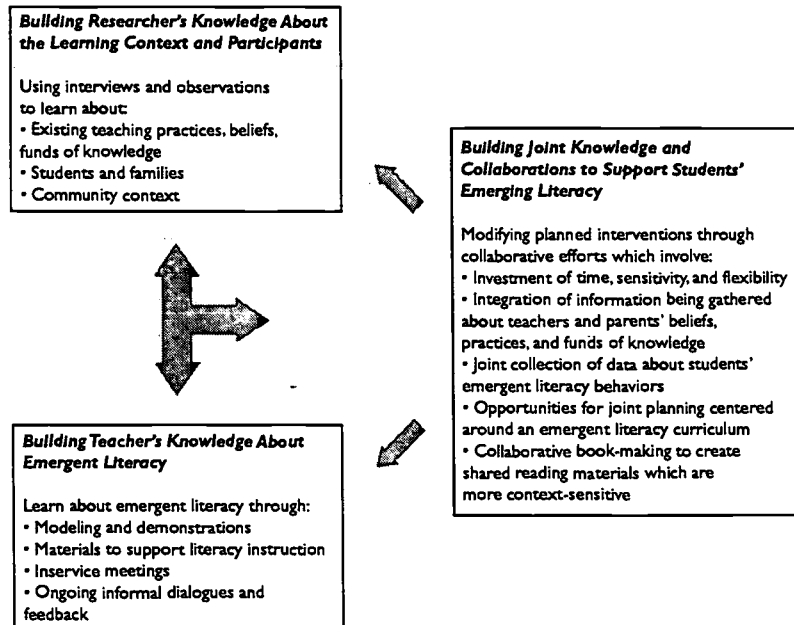 Building Researcher's Knowledge About
the Learning Context and Participants
Using interviews and observations
to learn about:
• Existing teaching practices, beliefs,
funds of knowledge
• Students and families
• Community context
Building Joint Knowledge and
Collaborations to Support Students'
Emerging Literacy
Modifying planned interventions through
collaborative efforts which involve:
• Investment of time, sensitivity, and flexibility
• Integration of information being gathered
about teachers and parents' beliefs,
practices, and funds of knowledge
• Joint collection of data about students'
emergent literacy behaviors
• Opportunities for joint planning centered
around an emergent literacy curriculum
• Collaborative book-making to create
shared reading materials which are
more context-sensitive
Building Teacher's Knowledge About
Emergent Literacy
Learn about emergent literacy through:
• Modeling and demonstrations
• Materials to support literacy instruction
• Inservice meetings
• Ongoing informal dialogues and
feedback